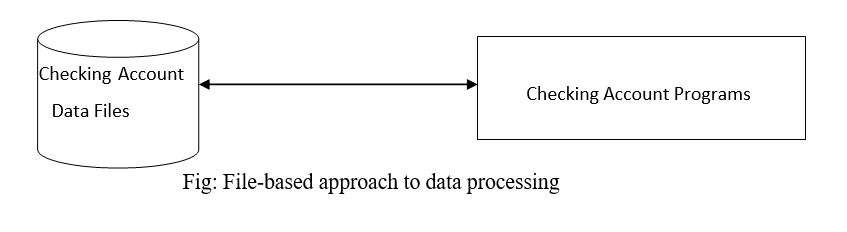 Checking Account
Data Files
Checking Account Programs
Fig: File-based approach to data processing